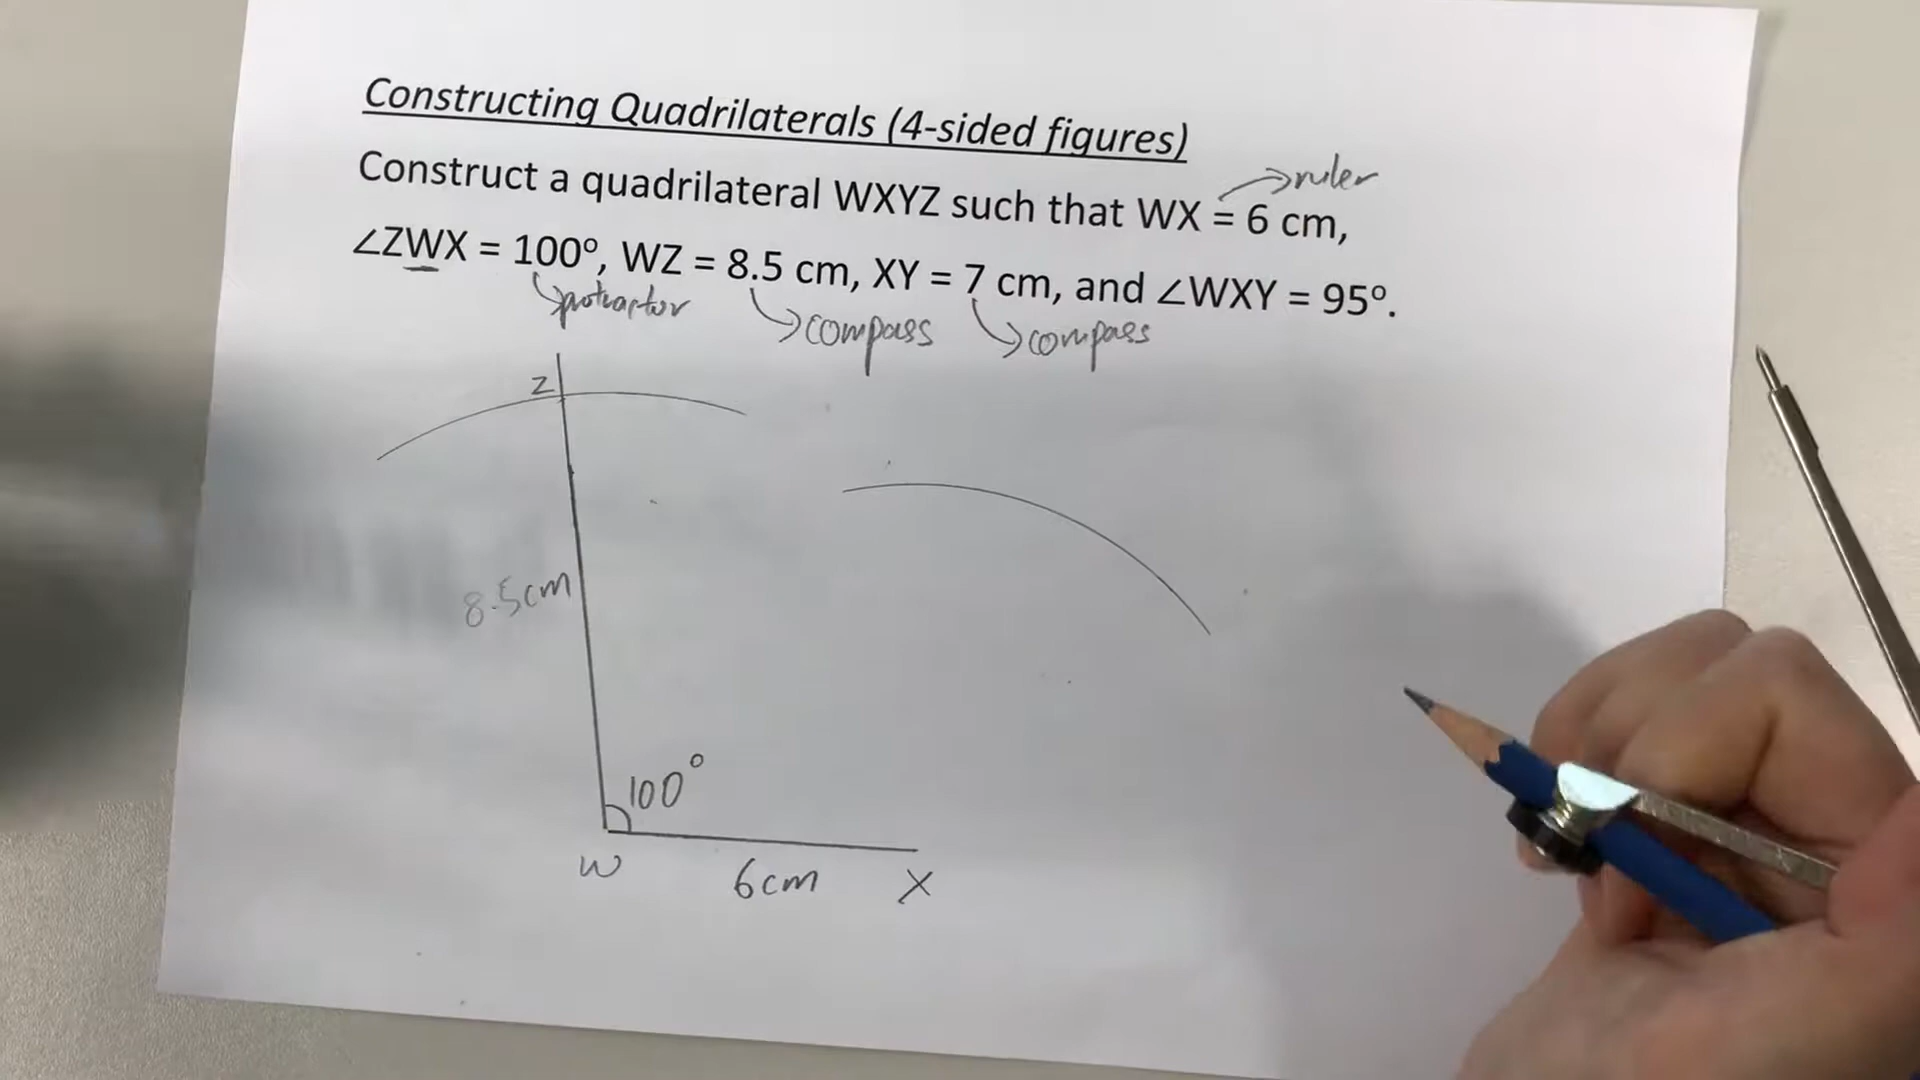 Constructing Quadrilaterals (4-sided figures)
ruler
Construct a quadrilateral WXYZ such that WX = 6 cm,
∠ZWX = 100°, WZ = 8.5 cm, XY = 7 cm, and ∠WXY = 95°.
protractor compass compass
Z
8.5cm
100°
W 6cm X